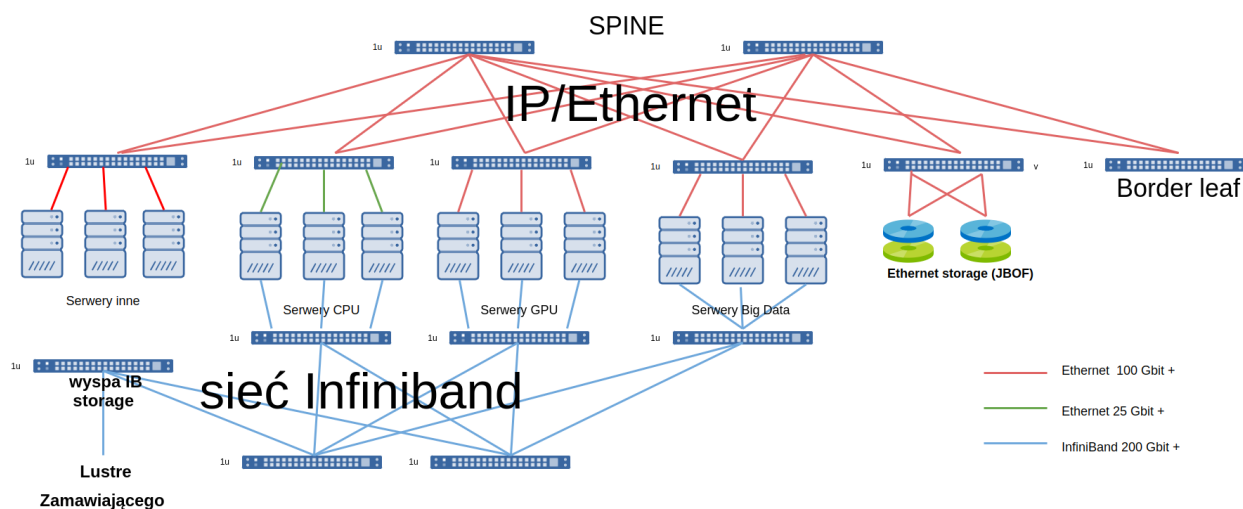 SPINE
1u
1u
IP/Ethernet
1u
1u
1u
1u
1u
v
1u
Border leaf
Ethernet storage (JBOF)
Serwery inne
Serwery CPU
Serwery GPU
Serwery Big Data
1u
1u
1u
1u
wyspa IB
storage
sieć Infiniband
Ethernet 100 Gbit +
Ethernet 25 Gbit +
InfiniBand 200 Gbit +
1u
1u
Lustre
Zamawiającego